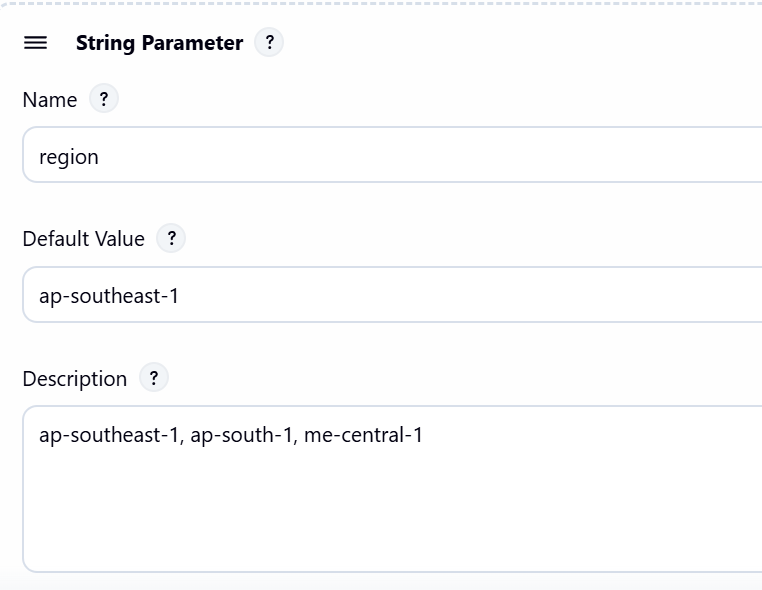 String Parameter ?
Name ?
region
Default Value ?
ap-southeast-1
Description ?
ap-southeast-1, ap-south-1, me-central-1